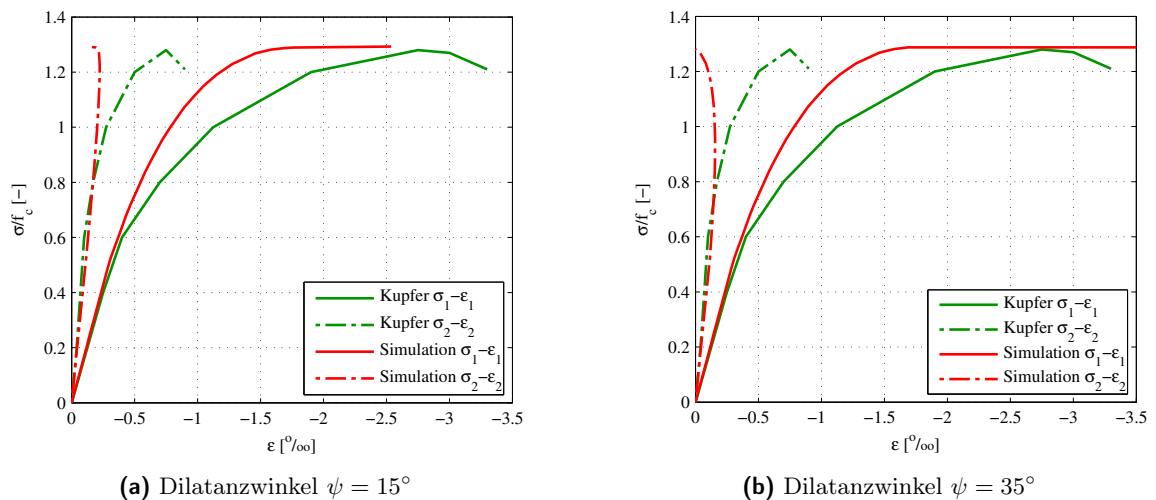 1.4
1.2
1
0.8
0.6
0.4
0.2
0
σ/f_c [−]
Kupfer σ₁−ε₁
Kupfer σ₂−ε₂
Simulation σ₁−ε₁
Simulation σ₂−ε₂
0 −0.5 −1 −1.5 −2 −2.5 −3 −3.5
ε [⁰/₀₀]
(a) Dilatanzwinkel ψ = 15°
1.4
1.2
1
0.8
0.6
0.4
0.2
0
σ/f_c [−]
Kupfer σ₁−ε₁
Kupfer σ₂−ε₂
Simulation σ₁−ε₁
Simulation σ₂−ε₂
0 −0.5 −1 −1.5 −2 −2.5 −3 −3.5
ε [⁰/₀₀]
(b) Dilatanzwinkel ψ = 35°